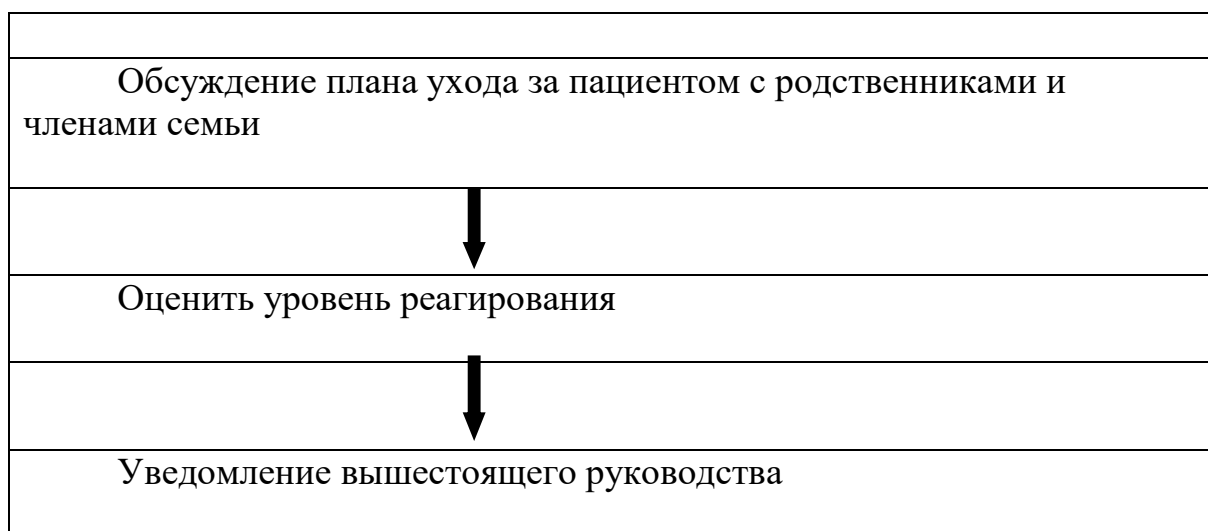 Обсуждение плана ухода за пациентом с родственниками и
членами семьи
Оценить уровень реагирования
Уведомление вышестоящего руководства